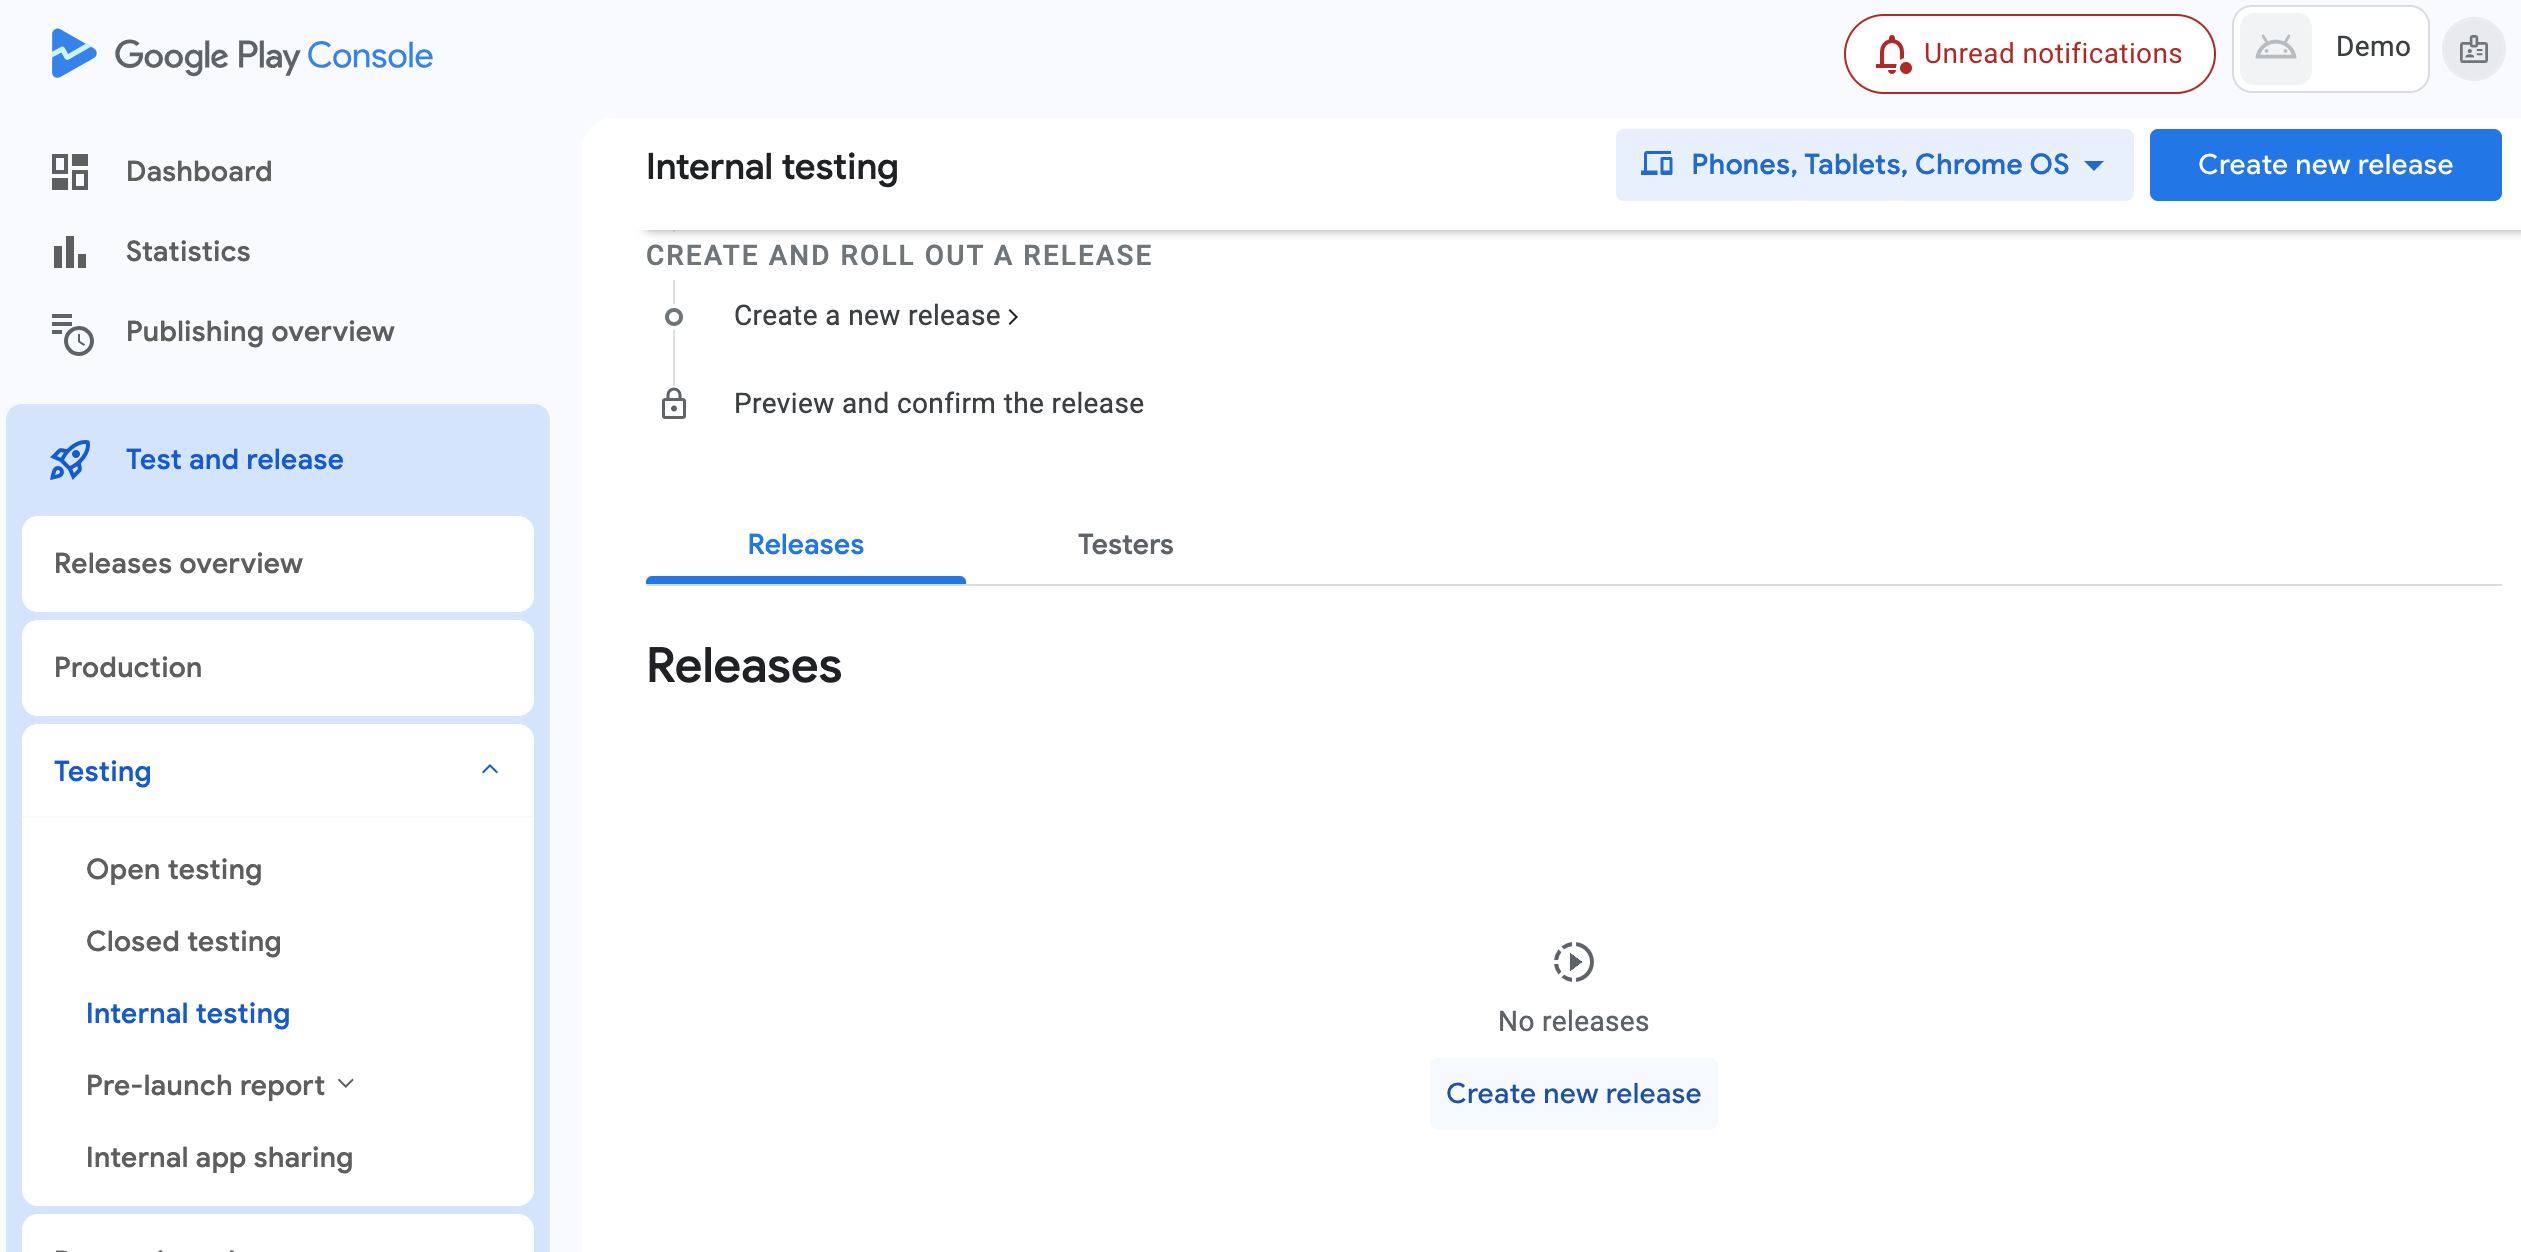 Google Play Console
Unread notifications
Demo
Dashboard
Statistics
Publishing overview
Test and release
Releases overview
Production
Testing
Open testing
Closed testing
Internal testing
Pre-launch report
Internal app sharing
Internal testing
Phones, Tablets, Chrome OS
Create new release
CREATE AND ROLL OUT A RELEASE
Create a new release
Preview and confirm the release
Releases
Testers
Releases
No releases
Create new release